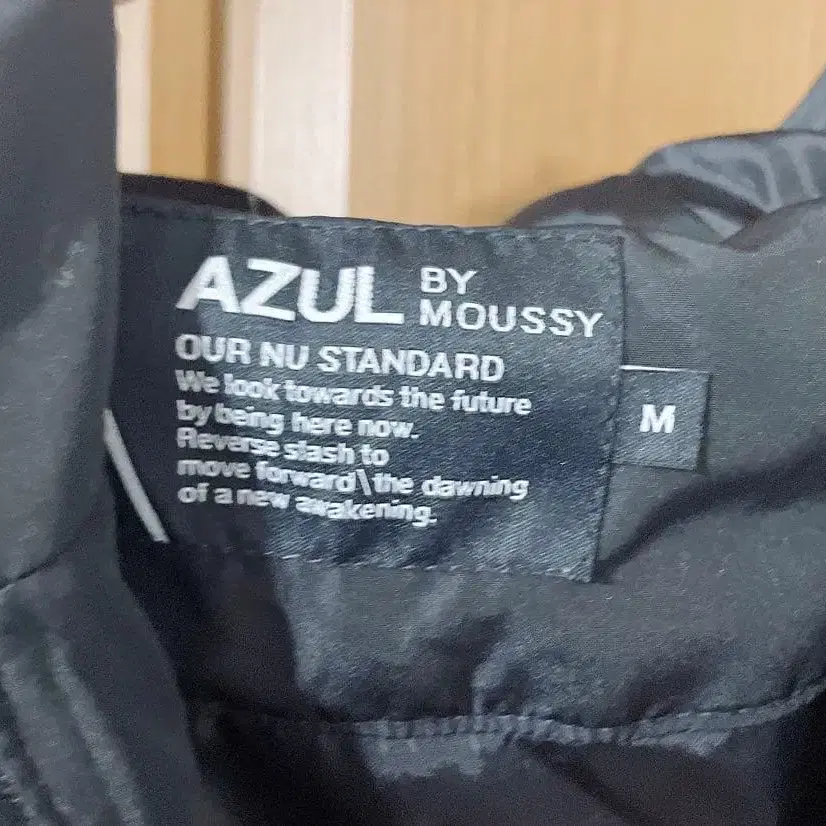 AZUL BY MOUSSY
OUR NU STANDARD
We look towards the future
by being here now.
Reverse slash to
move forward\the dawning
of a new awakening.
M